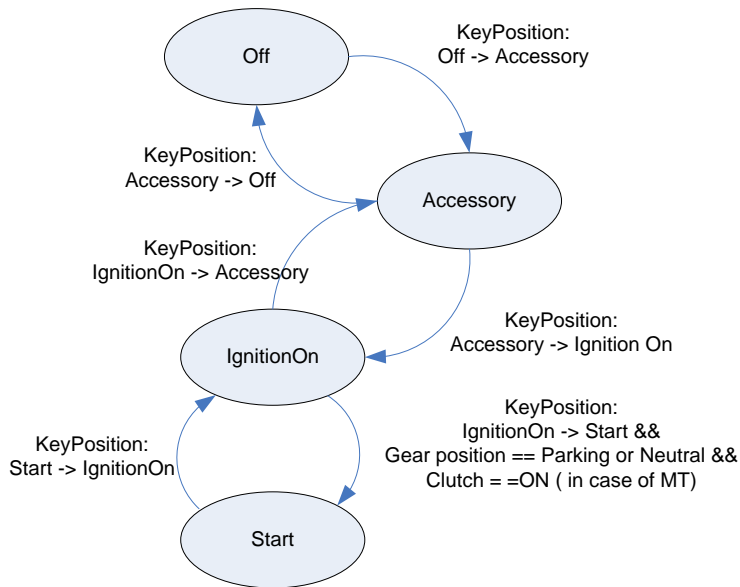 Off
KeyPosition:
Off -> Accessory
KeyPosition:
Accessory -> Off
Accessory
KeyPosition:
IgnitionOn -> Accessory
KeyPosition:
Accessory -> Ignition On
IgnitionOn
KeyPosition:
IgnitionOn -> Start &&
Gear position == Parking or Neutral &&
Clutch = =ON ( in case of MT)
KeyPosition:
Start -> IgnitionOn
Start